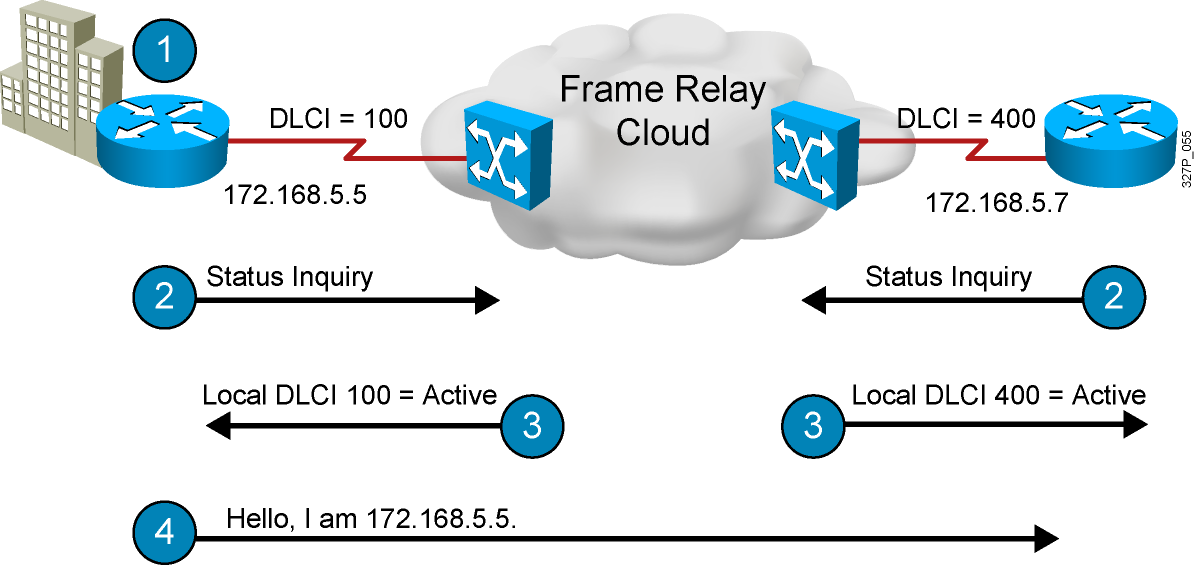 1
Frame Relay
Cloud
DLCI = 100
DLCI = 400
172.168.5.5
172.168.5.7
327P_055
2
Status Inquiry
Status Inquiry
2
Local DLCI 100 = Active
3
3
Local DLCI 400 = Active
4
Hello, I am 172.168.5.5.